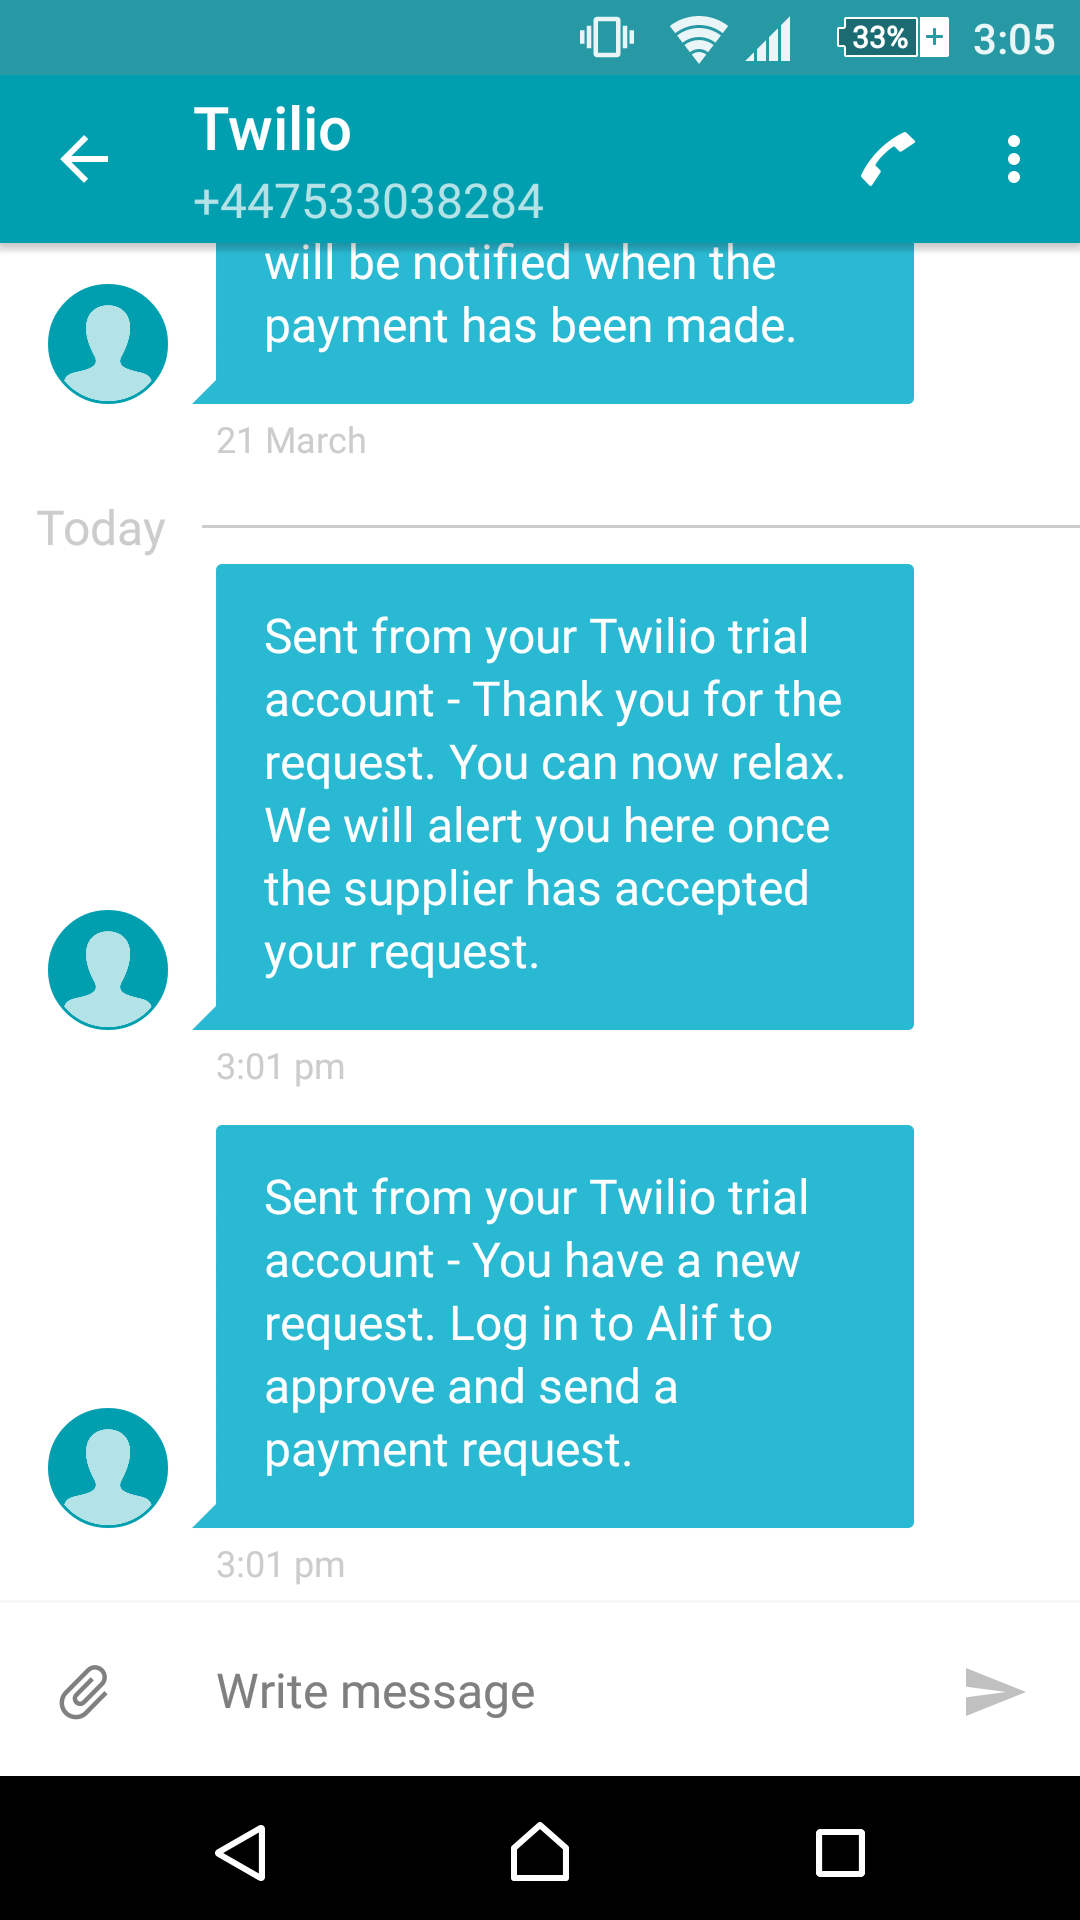 33% 3:05
Twilio
+447533038284
will be notified when the
payment has been made.
21 March
Today
Sent from your Twilio trial
account - Thank you for the
request. You can now relax.
We will alert you here once
the supplier has accepted
your request.
3:01 pm
Sent from your Twilio trial
account - You have a new
request. Log in to Alif to
approve and send a
payment request.
3:01 pm
Write message